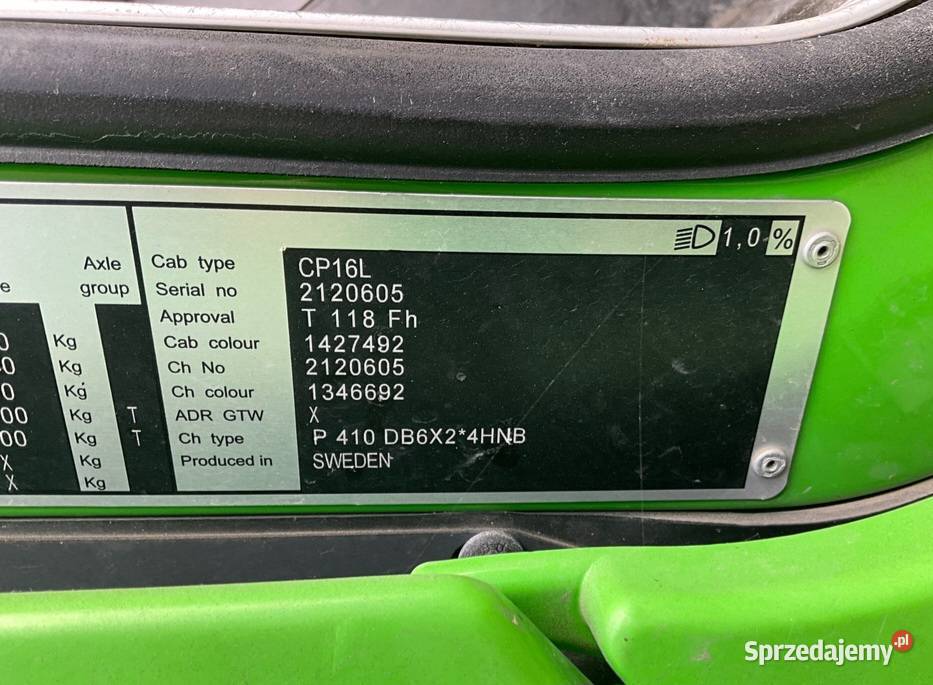 1,0 %
Axle group
Cab type CP16L
Serial no 2120605
Approval T 118 Fh
Kg Cab colour 1427492
Kg Ch No 2120605
Kg Ch colour 1346692
00 Kg T ADR GTW X
00 Kg T Ch type P 410 DB6X2*4HNB
X Kg Produced in SWEDEN
X Kg
Sprzedajemy.pl